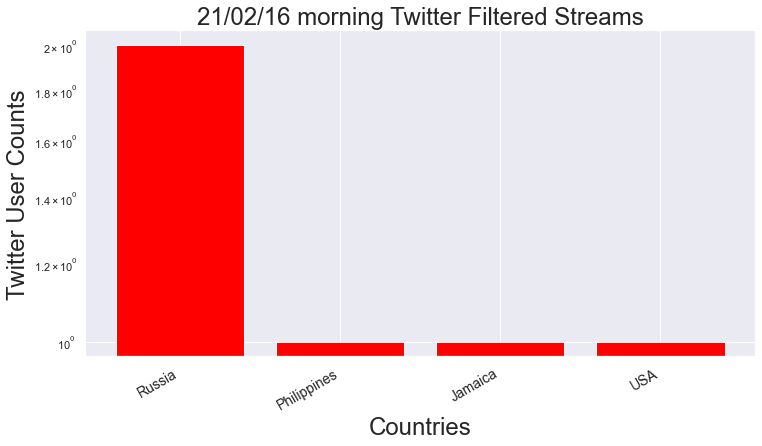 21/02/16 morning Twitter Filtered Streams
Twitter User Counts
2 × 10⁰
1.8 × 10⁰
1.6 × 10⁰
1.4 × 10⁰
1.2 × 10⁰
10⁰
Russia
Philippines
Jamaica
USA
Countries